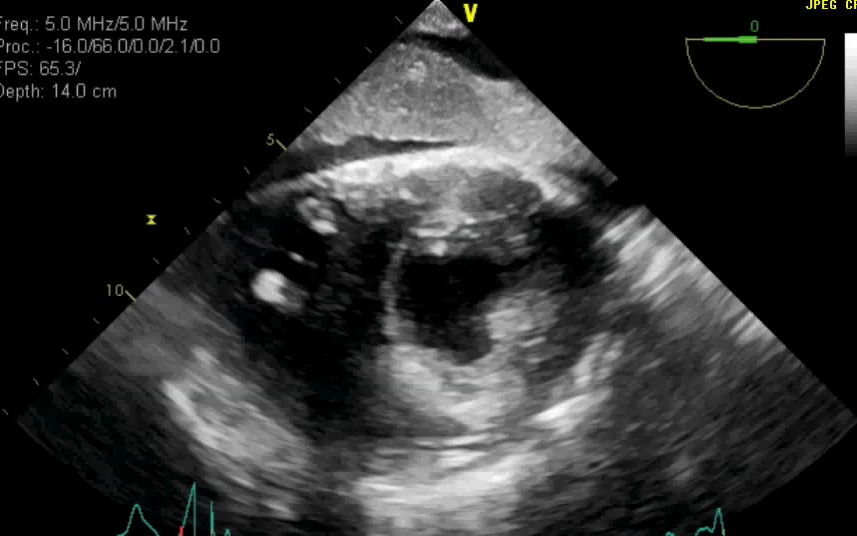 Freq.: 5.0 MHz/5.0 MHz
Proc.: -16.0/66.0/0.0/2.1/0.0
FPS: 65.3/
Depth: 14.0 cm
V
JPEG CR
0
5
10